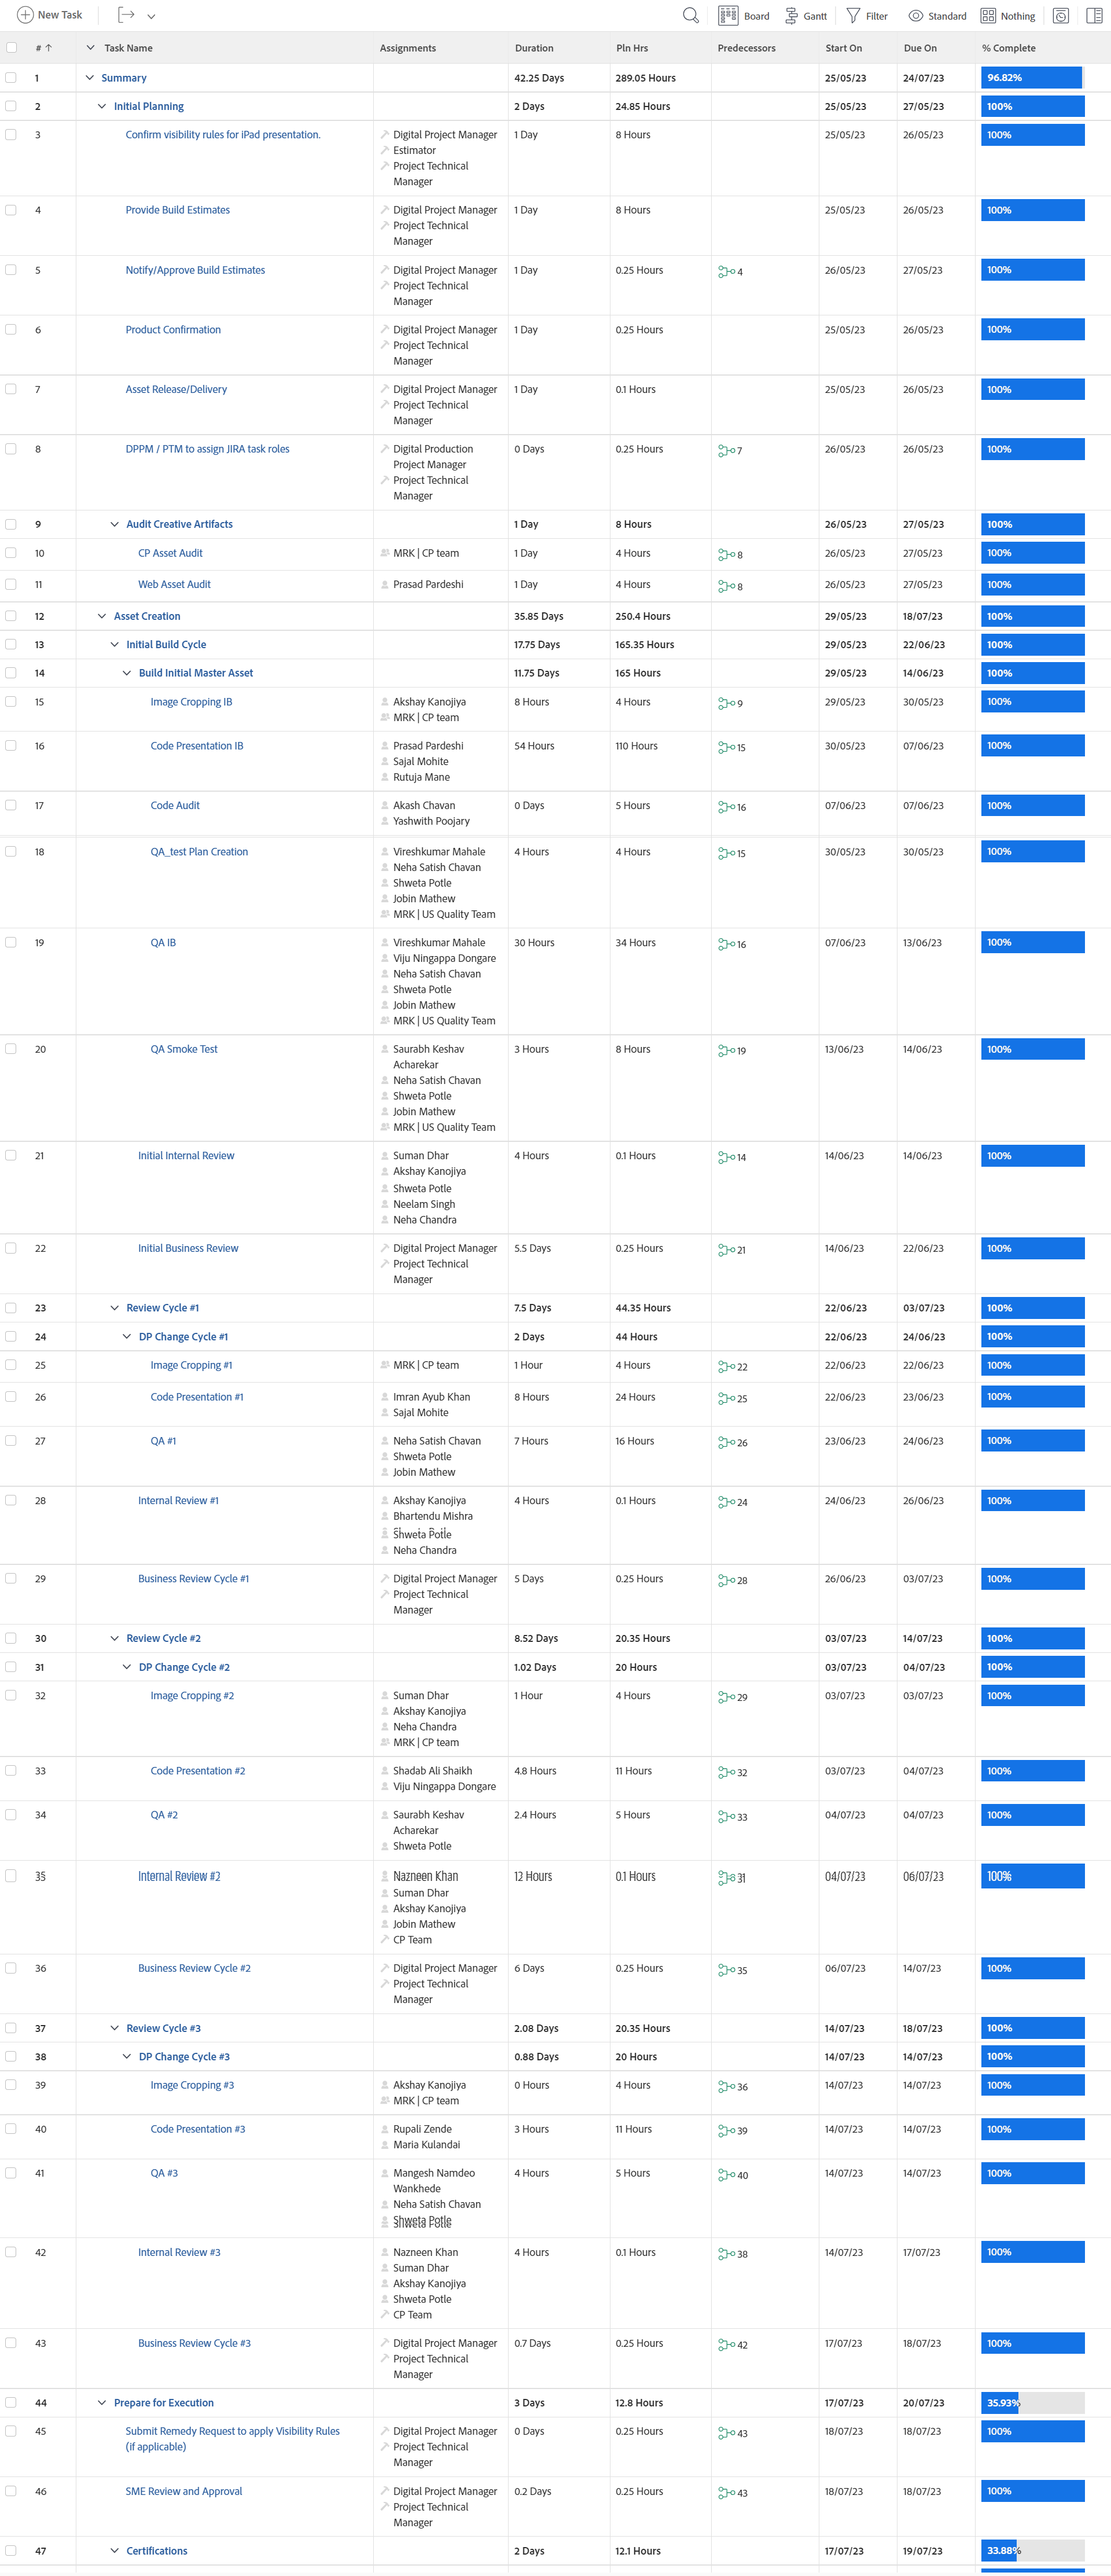 New Task Board Gantt Filter Standard Nothing
# Task Name Assignments Duration Pln Hrs Predecessors Start On Due On % Complete
1 Summary 42.25 Days 289.05 Hours 25/05/23 24/07/23 96.82%
2 Initial Planning 2 Days 24.85 Hours 25/05/23 27/05/23 100%
3 Confirm visibility rules for iPad presentation. Digital Project Manager 1 Day 8 Hours 25/05/23 26/05/23 100%
Estimator
Project Technical
Manager
4 Provide Build Estimates Digital Project Manager 1 Day 8 Hours 25/05/23 26/05/23 100%
Project Technical
Manager
5 Notify/Approve Build Estimates Digital Project Manager 1 Day 0.25 Hours 4 26/05/23 27/05/23 100%
Project Technical
Manager
6 Product Confirmation Digital Project Manager 1 Day 0.25 Hours 25/05/23 26/05/23 100%
Project Technical
Manager
7 Asset Release/Delivery Digital Project Manager 1 Day 0.1 Hours 25/05/23 26/05/23 100%
Project Technical
Manager
8 DPPM / PTM to assign JIRA task roles Digital Production 0 Days 0.25 Hours 7 26/05/23 26/05/23 100%
Project Manager
Project Technical
Manager
9 Audit Creative Artifacts 1 Day 8 Hours 26/05/23 27/05/23 100%
10 CP Asset Audit MRK | CP team 1 Day 4 Hours 8 26/05/23 27/05/23 100%
11 Web Asset Audit Prasad Pardeshi 1 Day 4 Hours 8 26/05/23 27/05/23 100%
12 Asset Creation 35.85 Days 250.4 Hours 29/05/23 18/07/23 100%
13 Initial Build Cycle 17.75 Days 165.35 Hours 29/05/23 22/06/23 100%
14 Build Initial Master Asset 11.75 Days 165 Hours 29/05/23 14/06/23 100%
15 Image Cropping IB Akshay Kanojiya 8 Hours 4 Hours 9 29/05/23 30/05/23 100%
MRK | CP team
16 Code Presentation IB Prasad Pardeshi 54 Hours 110 Hours 15 30/05/23 07/06/23 100%
Sajal Mohite
Rutuja Mane
17 Code Audit Akash Chavan 0 Days 5 Hours 16 07/06/23 07/06/23 100%
Yashwith Poojary
18 QA_test Plan Creation Vireshkumar Mahale 4 Hours 4 Hours 15 30/05/23 30/05/23 100%
Neha Satish Chavan
Shweta Potle
Jobin Mathew
MRK | US Quality Team
19 QA IB Vireshkumar Mahale 30 Hours 34 Hours 16 07/06/23 13/06/23 100%
Viju Ningappa Dongare
Neha Satish Chavan
Shweta Potle
Jobin Mathew
MRK | US Quality Team
20 QA Smoke Test Saurabh Keshav 3 Hours 8 Hours 19 13/06/23 14/06/23 100%
Acharekar
Neha Satish Chavan
Shweta Potle
Jobin Mathew
MRK | US Quality Team
21 Initial Internal Review Suman Dhar 4 Hours 0.1 Hours 14 14/06/23 14/06/23 100%
Akshay Kanojiya
Shweta Potle
Neelam Singh
Neha Chandra
22 Initial Business Review Digital Project Manager 5.5 Days 0.25 Hours 21 14/06/23 22/06/23 100%
Project Technical
Manager
23 Review Cycle #1 7.5 Days 44.35 Hours 22/06/23 03/07/23 100%
24 DP Change Cycle #1 2 Days 44 Hours 22/06/23 24/06/23 100%
25 Image Cropping #1 MRK | CP team 1 Hour 4 Hours 22 22/06/23 22/06/23 100%
26 Code Presentation #1 Imran Ayub Khan 8 Hours 24 Hours 25 22/06/23 23/06/23 100%
Sajal Mohite
27 QA #1 Neha Satish Chavan 7 Hours 16 Hours 26 23/06/23 24/06/23 100%
Shweta Potle
Jobin Mathew
28 Internal Review #1 Akshay Kanojiya 4 Hours 0.1 Hours 24 24/06/23 26/06/23 100%
Bhartendu Mishra
Shweta Potle
Neha Chandra
29 Business Review Cycle #1 Digital Project Manager 5 Days 0.25 Hours 28 26/06/23 03/07/23 100%
Project Technical
Manager
30 Review Cycle #2 8.52 Days 20.35 Hours 03/07/23 14/07/23 100%
31 DP Change Cycle #2 1.02 Days 20 Hours 03/07/23 04/07/23 100%
32 Image Cropping #2 Suman Dhar 1 Hour 4 Hours 29 03/07/23 03/07/23 100%
Akshay Kanojiya
Neha Chandra
MRK | CP team
33 Code Presentation #2 Shadab Ali Shaikh 4.8 Hours 11 Hours 32 03/07/23 04/07/23 100%
Viju Ningappa Dongare
34 QA #2 Saurabh Keshav 2.4 Hours 5 Hours 33 04/07/23 04/07/23 100%
Acharekar
Shweta Potle
35 Internal Review #2 Nazneen Khan 12 Hours 0.1 Hours 31 04/07/23 06/07/23 100%
Suman Dhar
Akshay Kanojiya
Jobin Mathew
CP Team
36 Business Review Cycle #2 Digital Project Manager 6 Days 0.25 Hours 35 06/07/23 14/07/23 100%
Project Technical
Manager
37 Review Cycle #3 2.08 Days 20.35 Hours 14/07/23 18/07/23 100%
38 DP Change Cycle #3 0.88 Days 20 Hours 14/07/23 14/07/23 100%
39 Image Cropping #3 Akshay Kanojiya 0 Hours 4 Hours 36 14/07/23 14/07/23 100%
MRK | CP team
40 Code Presentation #3 Rupali Zende 3 Hours 11 Hours 39 14/07/23 14/07/23 100%
Maria Kulandai
41 QA #3 Mangesh Namdeo 4 Hours 5 Hours 40 14/07/23 14/07/23 100%
Wankhede
Neha Satish Chavan
Shweta Potle
42 Internal Review #3 Nazneen Khan 4 Hours 0.1 Hours 38 14/07/23 17/07/23 100%
Suman Dhar
Akshay Kanojiya
Shweta Potle
CP Team
43 Business Review Cycle #3 Digital Project Manager 0.7 Days 0.25 Hours 42 17/07/23 18/07/23 100%
Project Technical
Manager
44 Prepare for Execution 3 Days 12.8 Hours 17/07/23 20/07/23 35.93%
45 Submit Remedy Request to apply Visibility Rules Digital Project Manager 0 Days 0.25 Hours 43 18/07/23 18/07/23 100%
(if applicable) Project Technical
Manager
46 SME Review and Approval Digital Project Manager 0.2 Days 0.25 Hours 43 18/07/23 18/07/23 100%
Project Technical
Manager
47 Certifications 2 Days 12.1 Hours 17/07/23 19/07/23 33.88%